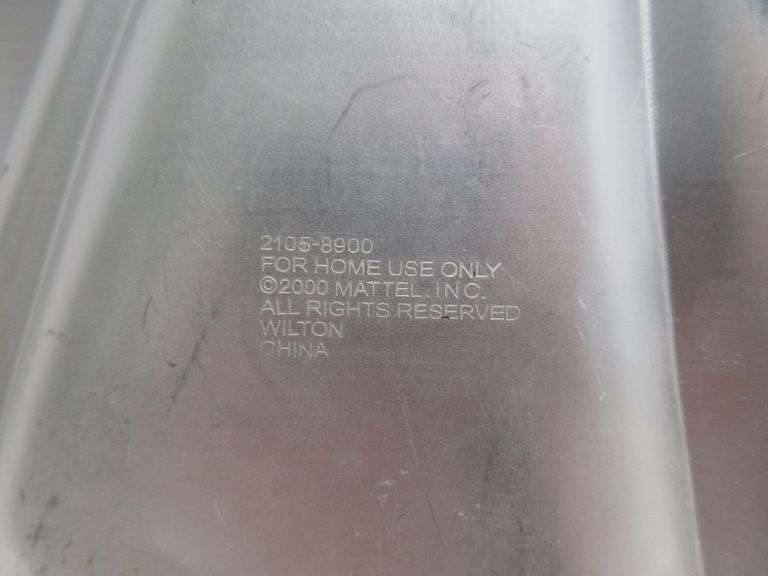 2105-8900
FOR HOME USE ONLY
©2000 MATTEL. INC.
ALL RIGHTS RESERVED
WILTON
CHINA